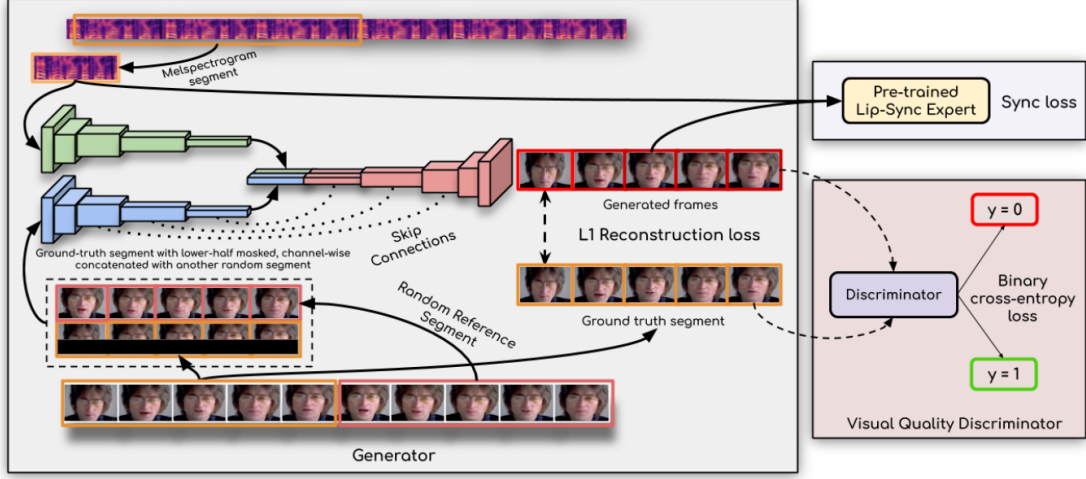 Melspectrogram
segment
Pre-trained
Lip-Sync Expert
Sync loss
Generated frames
Skip
Connections
L1 Reconstruction loss
Ground-truth segment with lower-half masked, channel-wise
concatenated with another random segment
Random Reference
Segment
Ground truth segment
y = 0
Discriminator
Binary
cross-entropy
loss
y = 1
Visual Quality Discriminator
Generator